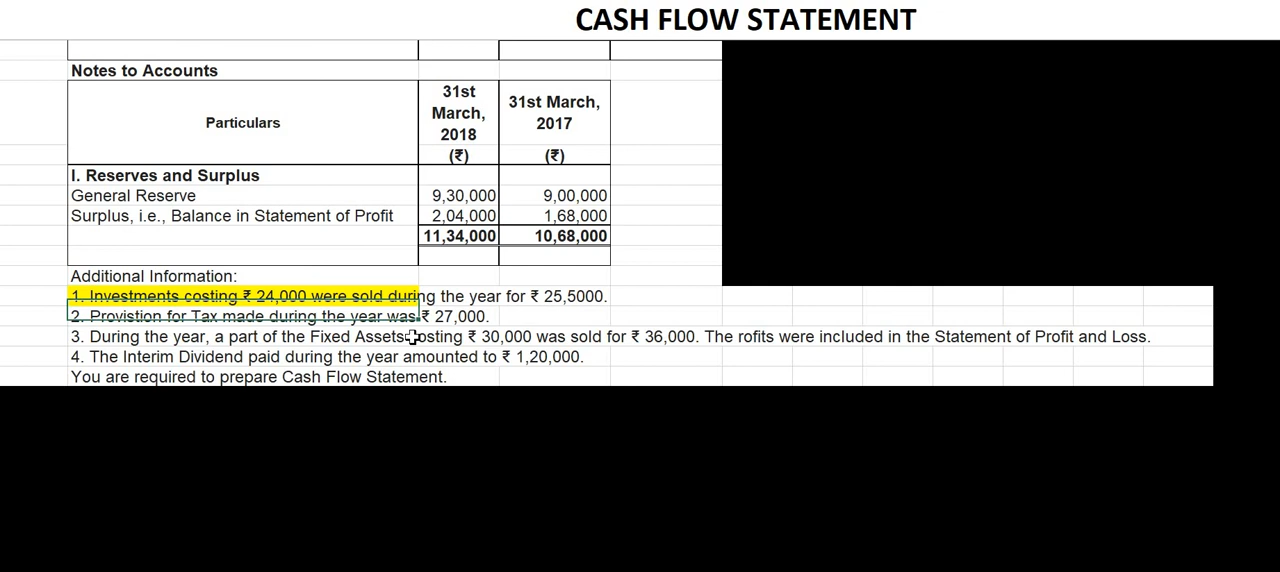 CASH FLOW STATEMENT
Notes to Accounts
Particulars
31st March, 2018 (₹)
31st March, 2017 (₹)
I. Reserves and Surplus
General Reserve 9,30,000 9,00,000
Surplus, i.e., Balance in Statement of Profit 2,04,000 1,68,000
11,34,000 10,68,000
Additional Information:
1. Investments costing ₹ 24,000 were sold during the year for ₹ 25,5000.
2. Provistion for Tax made during the year was ₹ 27,000.
3. During the year, a part of the Fixed Assets costing ₹ 30,000 was sold for ₹ 36,000. The rofits were included in the Statement of Profit and Loss.
4. The Interim Dividend paid during the year amounted to ₹ 1,20,000.
You are required to prepare Cash Flow Statement.